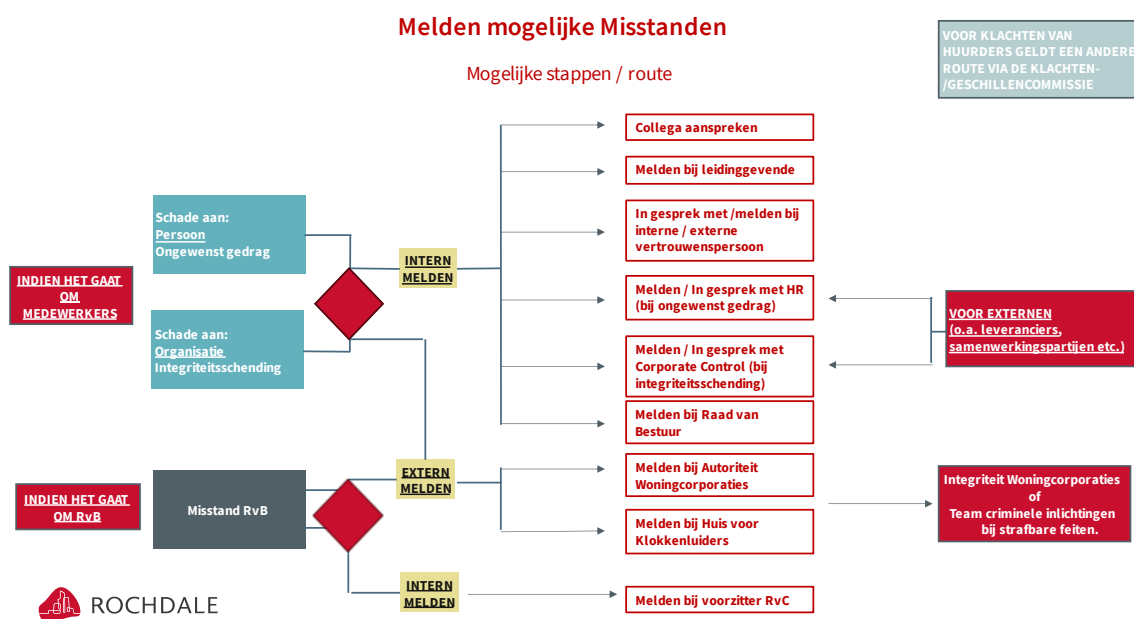 Melden mogelijke Misstanden
Mogelijke stappen / route
VOOR KLACHTEN VAN
HUURDERS GELDT EEN ANDERE
ROUTE VIA DE KLACHTEN-
/GESCHILLENCOMMISSIE
Collega aanspreken
Melden bij leidinggevende
Schade aan:
Persoon
Ongewenst gedrag
In gesprek met /melden bij
interne / externe
vertrouwenspersoon
INTERN
MELDEN
INDIEN HET GAAT
OM
MEDEWERKERS
Melden / In gesprek met HR
(bij ongewenst gedrag)
VOOR EXTERNEN
(o.a. leveranciers,
samenwerkingspartijen etc.)
Schade aan:
Organisatie
Integriteitsschending
Melden / In gesprek met
Corporate Control (bij
integriteitsschending)
Melden bij Raad van
Bestuur
EXTERN
MELDEN
Melden bij Autoriteit
Woningcorporaties
INDIEN HET GAAT
OM RvB
Misstand RvB
Integriteit Woningcorporaties
of
Team criminele inlichtingen
bij strafbare feiten.
Melden bij Huis voor
Klokkenluiders
INTERN
MELDEN
Melden bij voorzitter RvC
ROCHDALE